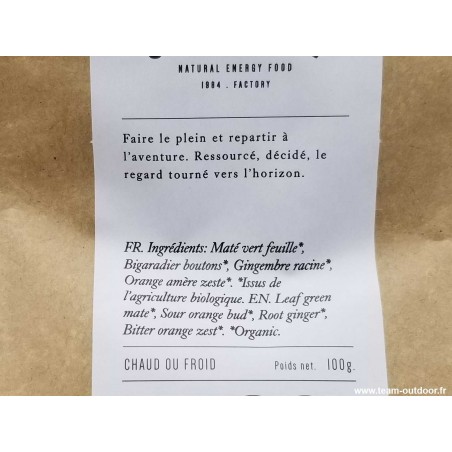 NATURAL ENERGY FOOD
1984 . FACTORY
Faire le plein et repartir à
l'aventure. Ressourcé, décidé, le
regard tourné vers l'horizon.
FR. Ingrédients: Maté vert feuille*,
Bigaradier boutons*, Gingembre racine*,
Orange amère zeste*. *Issus de
l'agriculture biologique. EN. Leaf green
mate*, Sour orange bud*, Root ginger*,
Bitter orange zest*. *Organic.
CHAUD OU FROID Poids net. 100g.
www.team-outdoor.fr